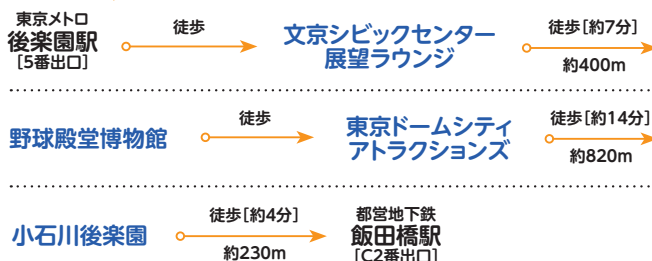 東京メトロ
後楽園駅
[5番出口]
徒歩
文京シビックセンター
展望ラウンジ
徒歩[約7分]
約400m
野球殿堂博物館
徒歩
東京ドームシティ
アトラクションズ
徒歩[約14分]
約820m
小石川後楽園
徒歩[約4分]
約230m
都営地下鉄
飯田橋駅
[C2番出口]